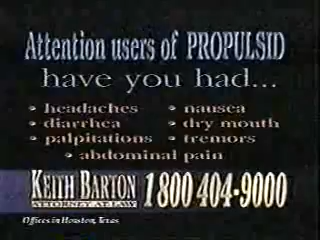 Attention users of PROPULSID
have you had...
• headaches • nausea
• diarrhea • dry mouth
• palpitations • tremors
• abdominal pain
KEITH BARTON 1 800 404-9000
ATTORNEY AT LAW
Offices in Houston, Texas